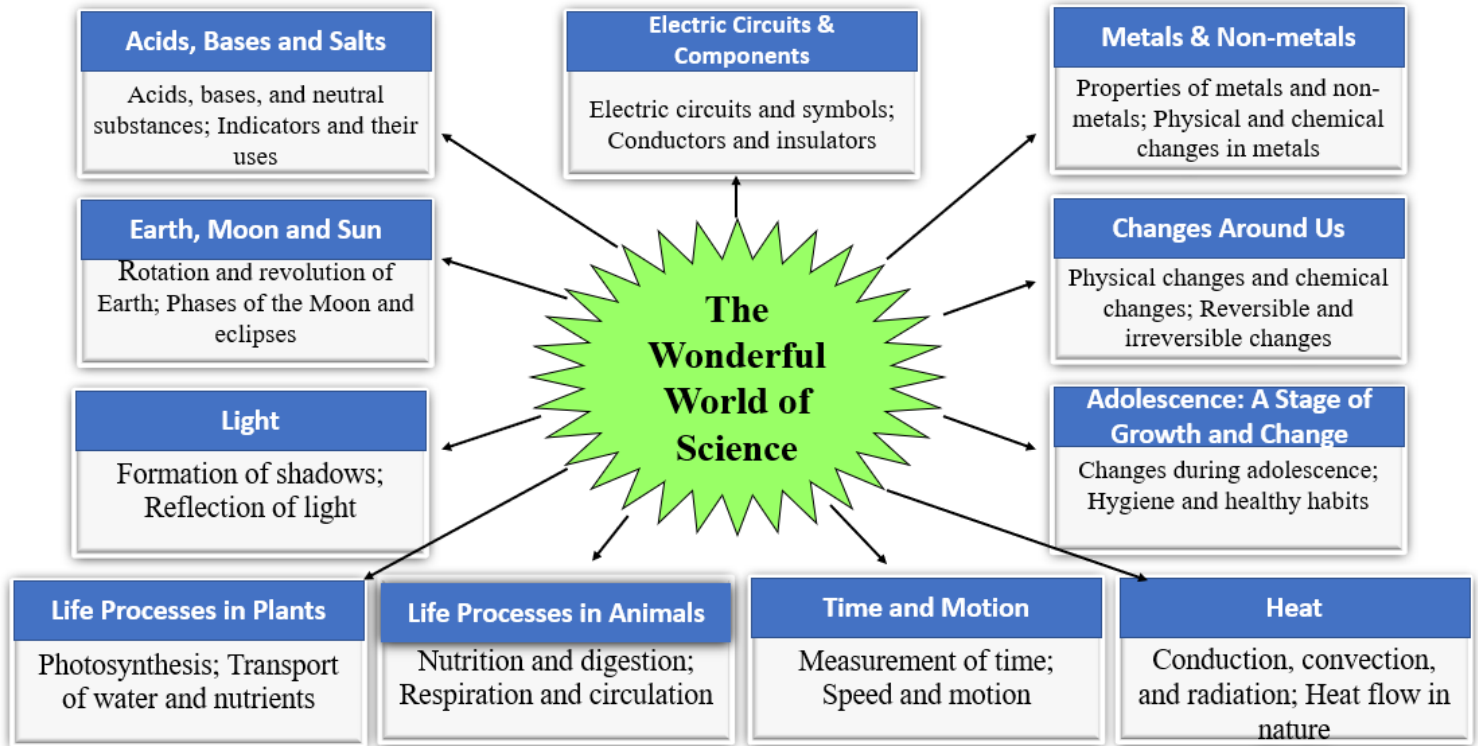 Acids, Bases and Salts
Acids, bases, and neutral
substances; Indicators and their
uses
Electric Circuits &
Components
Electric circuits and symbols;
Conductors and insulators
Metals & Non-metals
Properties of metals and non-
metals; Physical and chemical
changes in metals
Earth, Moon and Sun
Rotation and revolution of
Earth; Phases of the Moon and
eclipses
The
Wonderful
World of
Science
Changes Around Us
Physical changes and chemical
changes; Reversible and
irreversible changes
Light
Formation of shadows;
Reflection of light
Adolescence: A Stage of
Growth and Change
Changes during adolescence;
Hygiene and healthy habits
Life Processes in Plants
Photosynthesis; Transport
of water and nutrients
Life Processes in Animals
Nutrition and digestion;
Respiration and circulation
Time and Motion
Measurement of time;
Speed and motion
Heat
Conduction, convection,
and radiation; Heat flow in
nature